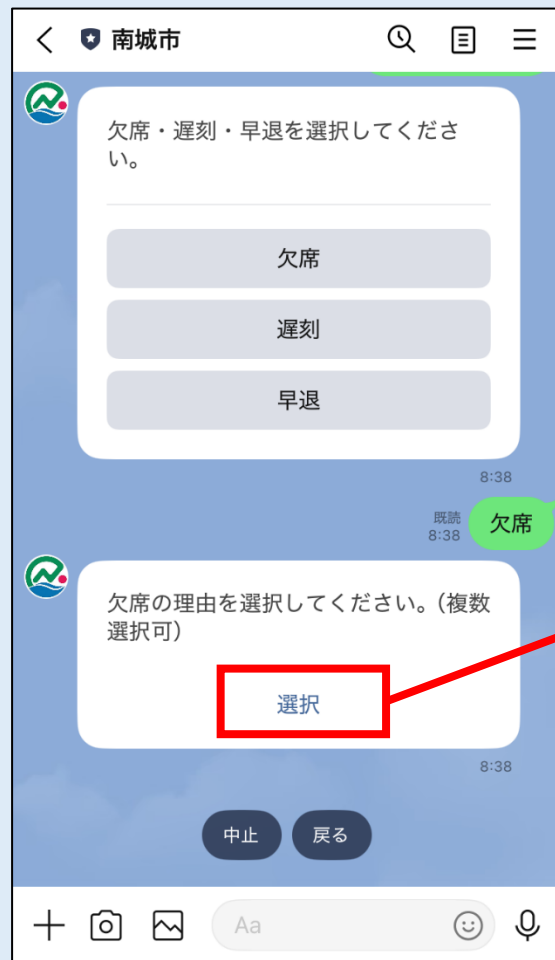 南城市
欠席・遅刻・早退を選択してくださ
い。
欠席
遅刻
早退
8:38
既読
8:38
欠席
欠席の理由を選択してください。(複数
選択可)
選択
8:38
中止
戻る
Aa